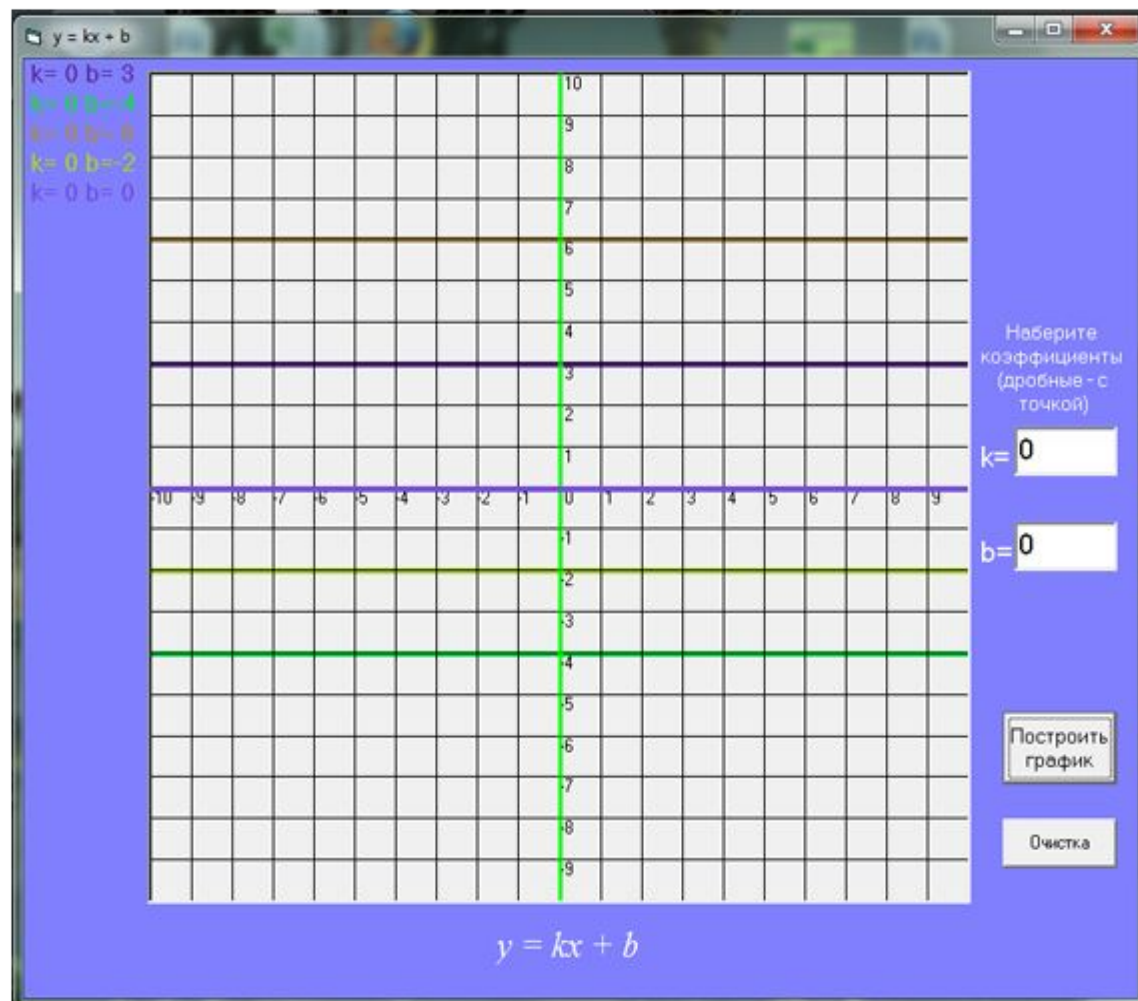 y = kx + b
k= 0 b= 3
k= 0 b=-4
k= 0 b= 6
k= 0 b=-2
k= 0 b= 0
10
9
8
7
6
5
4
3
2
1
-10 -9 -8 -7 -6 -5 -4 -3 -2 -1 0 1 2 3 4 5 6 7 8 9
-1
-2
-3
-4
-5
-6
-7
-8
-9
Наберите
коэффициенты
(дробные - с
точкой)
k= 0
b= 0
Построить
график
Очистка
y = kx + b